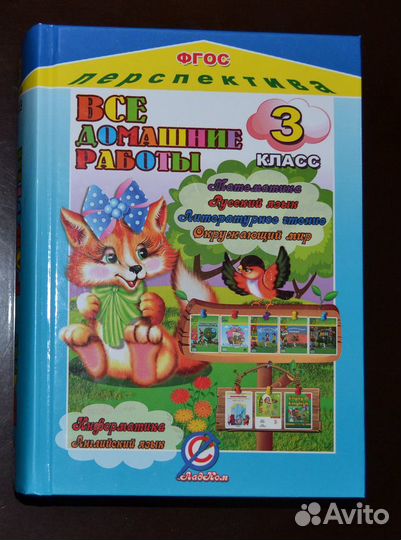 ФГОС
перспектива
ВСЕ
ДОМАШНИЕ
РАБОТЫ
3
КЛАСС
Математика
Русский язык
Литературное чтение
Окружающий мир
Информатика
Английский язык
ЛадКом
Avito